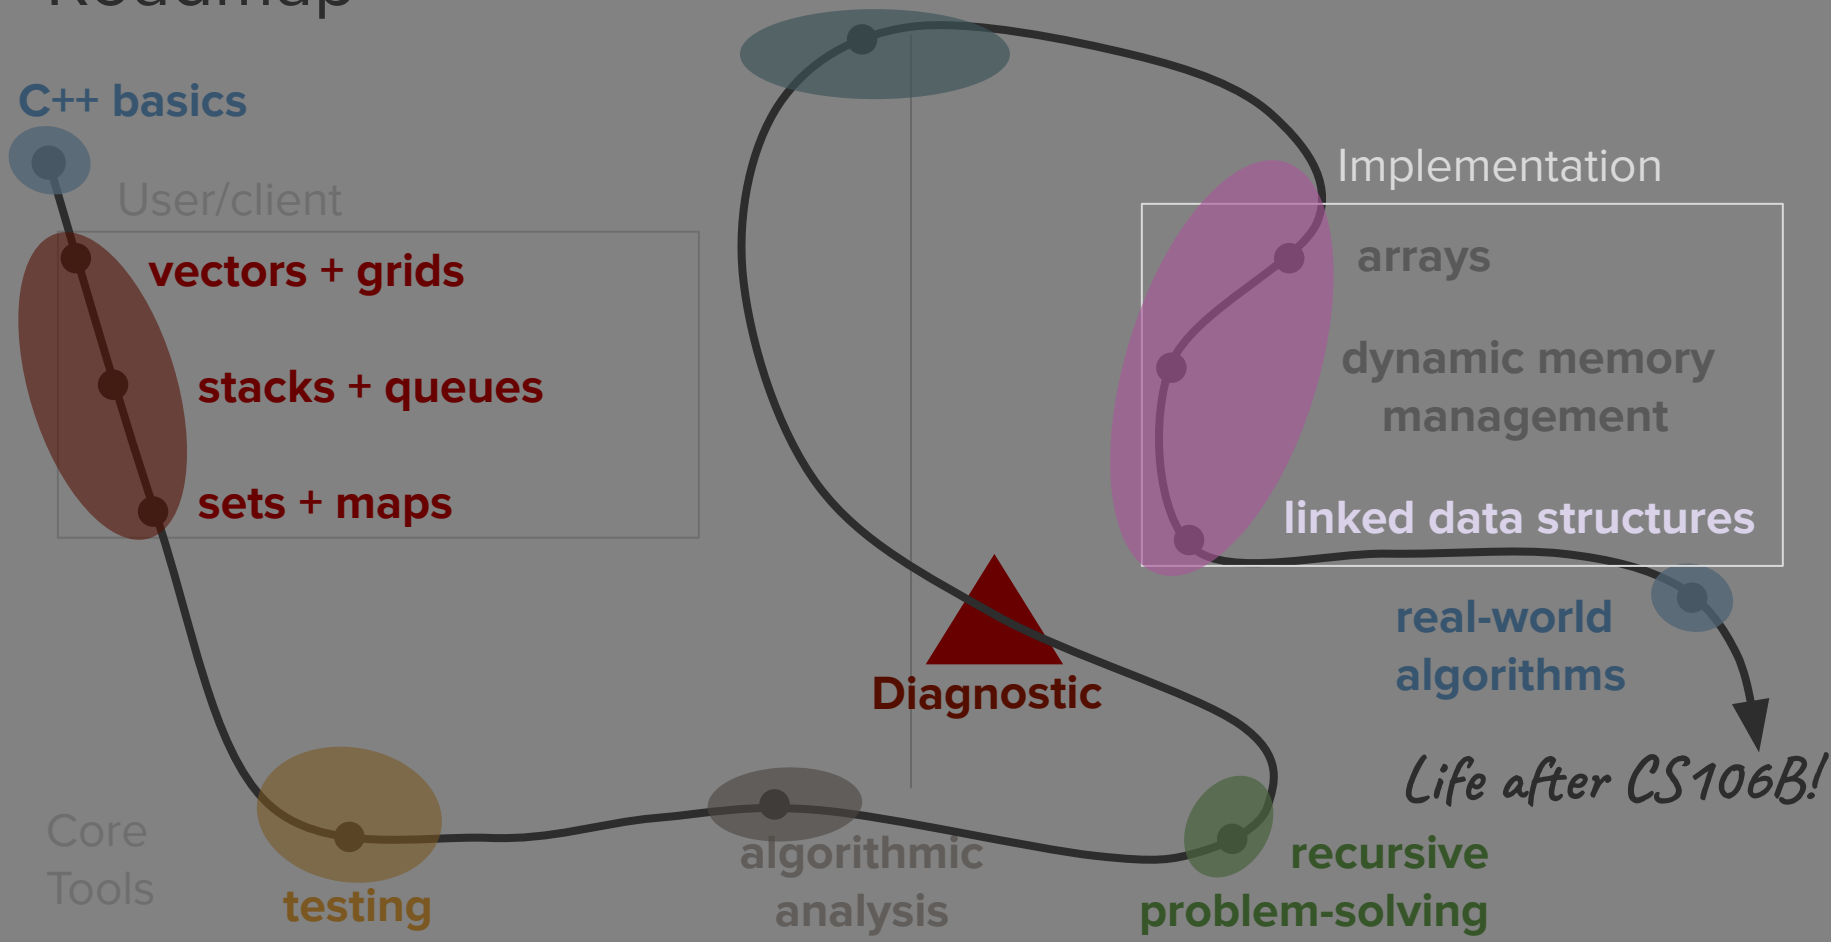 Roadmap
C++ basics
User/client
vectors + grids
stacks + queues
sets + maps
Core
Tools
testing
algorithmic
analysis
recursive
problem-solving
Diagnostic
Implementation
arrays
dynamic memory
management
linked data structures
real-world
algorithms
Life after CS106B!